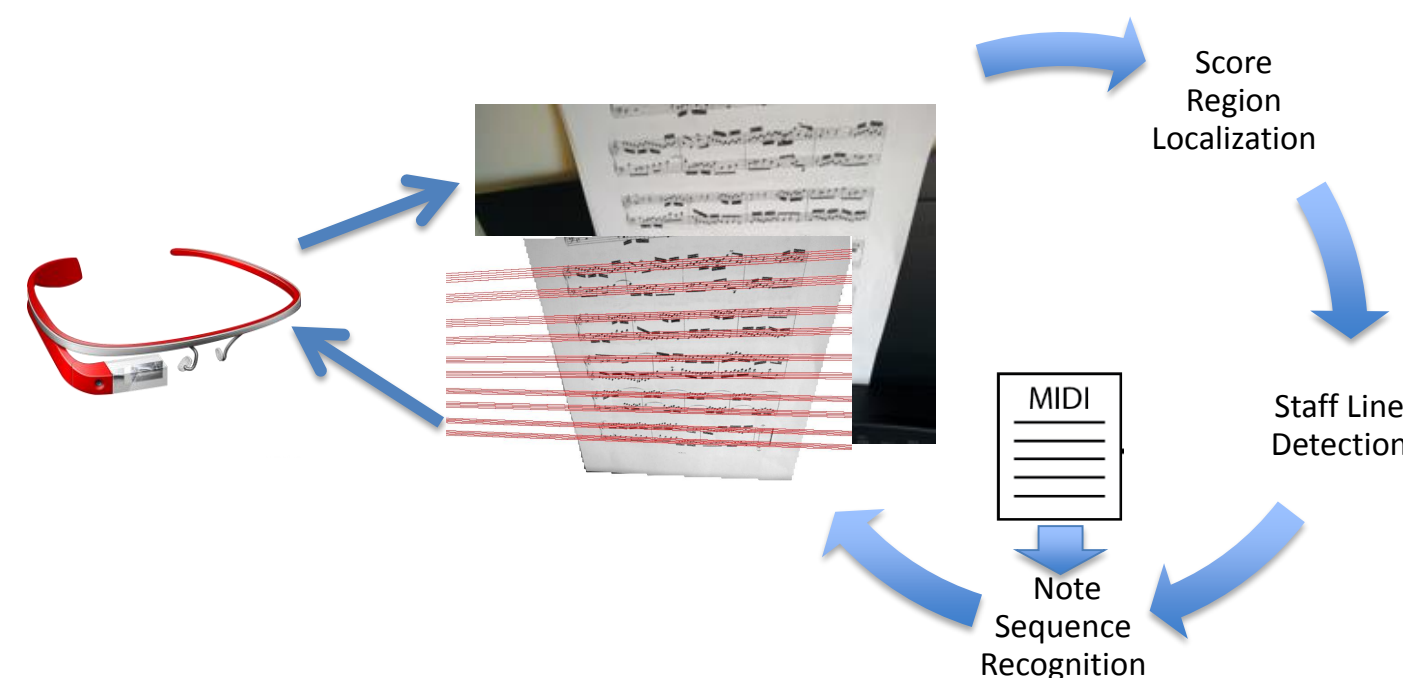 Score
Region
Localization
MIDI
Staff Line
Detection
Note
Sequence
Recognition